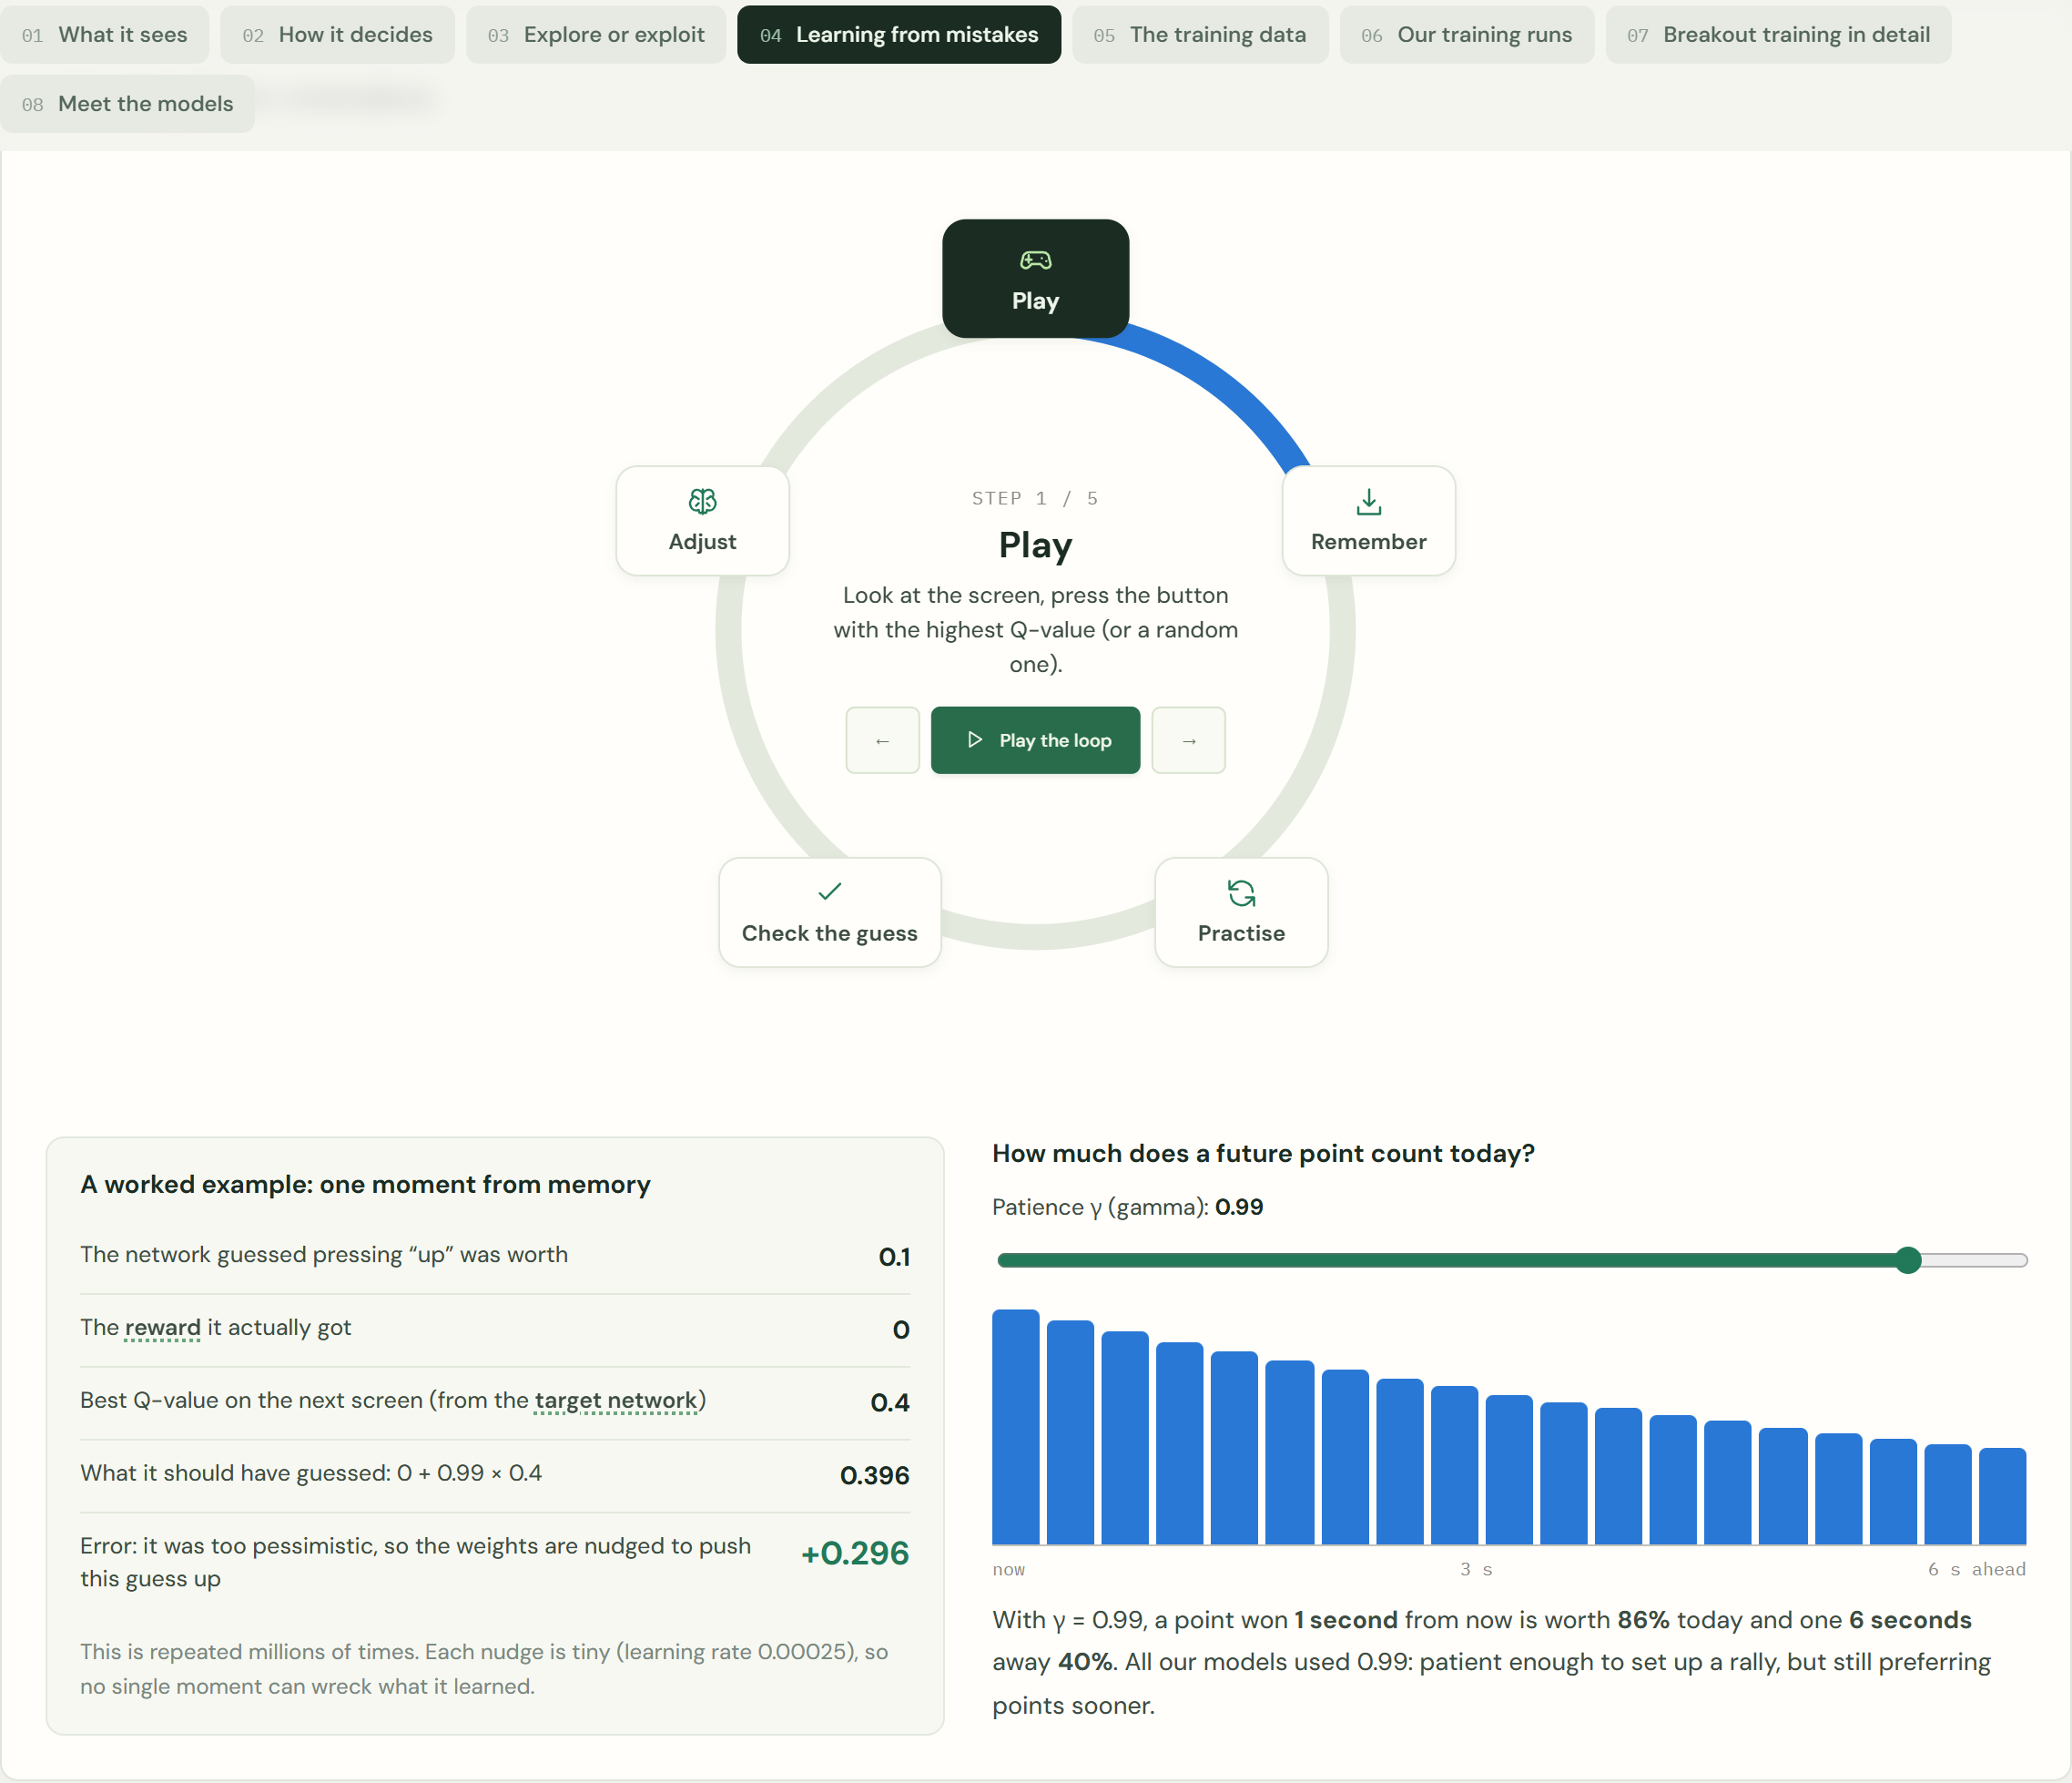 01 What it sees
02 How it decides
03 Explore or exploit
04 Learning from mistakes
05 The training data
06 Our training runs
07 Breakout training in detail
08 Meet the models
Play
Adjust
Remember
STEP 1 / 5
Play
Look at the screen, press the button
with the highest Q-value (or a random
one).
←
Play the loop
→
Check the guess
Practise
A worked example: one moment from memory
The network guessed pressing “up” was worth 0.1
The reward it actually got 0
Best Q-value on the next screen (from the target network) 0.4
What it should have guessed: 0 + 0.99 × 0.4 0.396
Error: it was too pessimistic, so the weights are nudged to push
this guess up
+0.296
This is repeated millions of times. Each nudge is tiny (learning rate 0.00025), so
no single moment can wreck what it learned.
How much does a future point count today?
Patience γ (gamma): 0.99
now
3 s
6 s ahead
With γ = 0.99, a point won 1 second from now is worth 86% today and one 6 seconds
away 40%. All our models used 0.99: patient enough to set up a rally, but still preferring
points sooner.